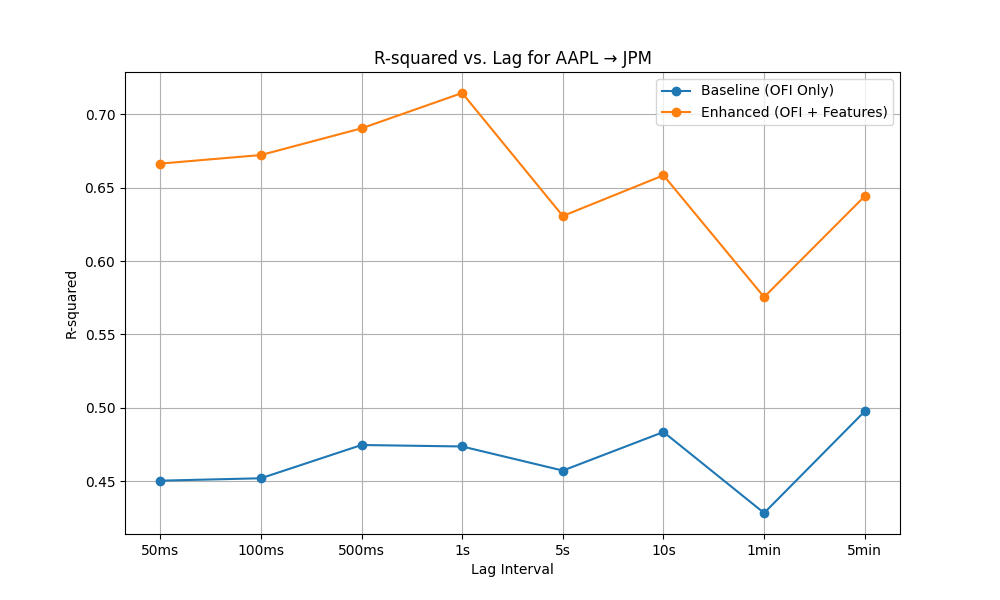 R-squared vs. Lag for AAPL → JPM
Baseline (OFI Only)
Enhanced (OFI + Features)
R-squared
0.70
0.65
0.60
0.55
0.50
0.45
50ms 100ms 500ms 1s 5s 10s 1min 5min
Lag Interval